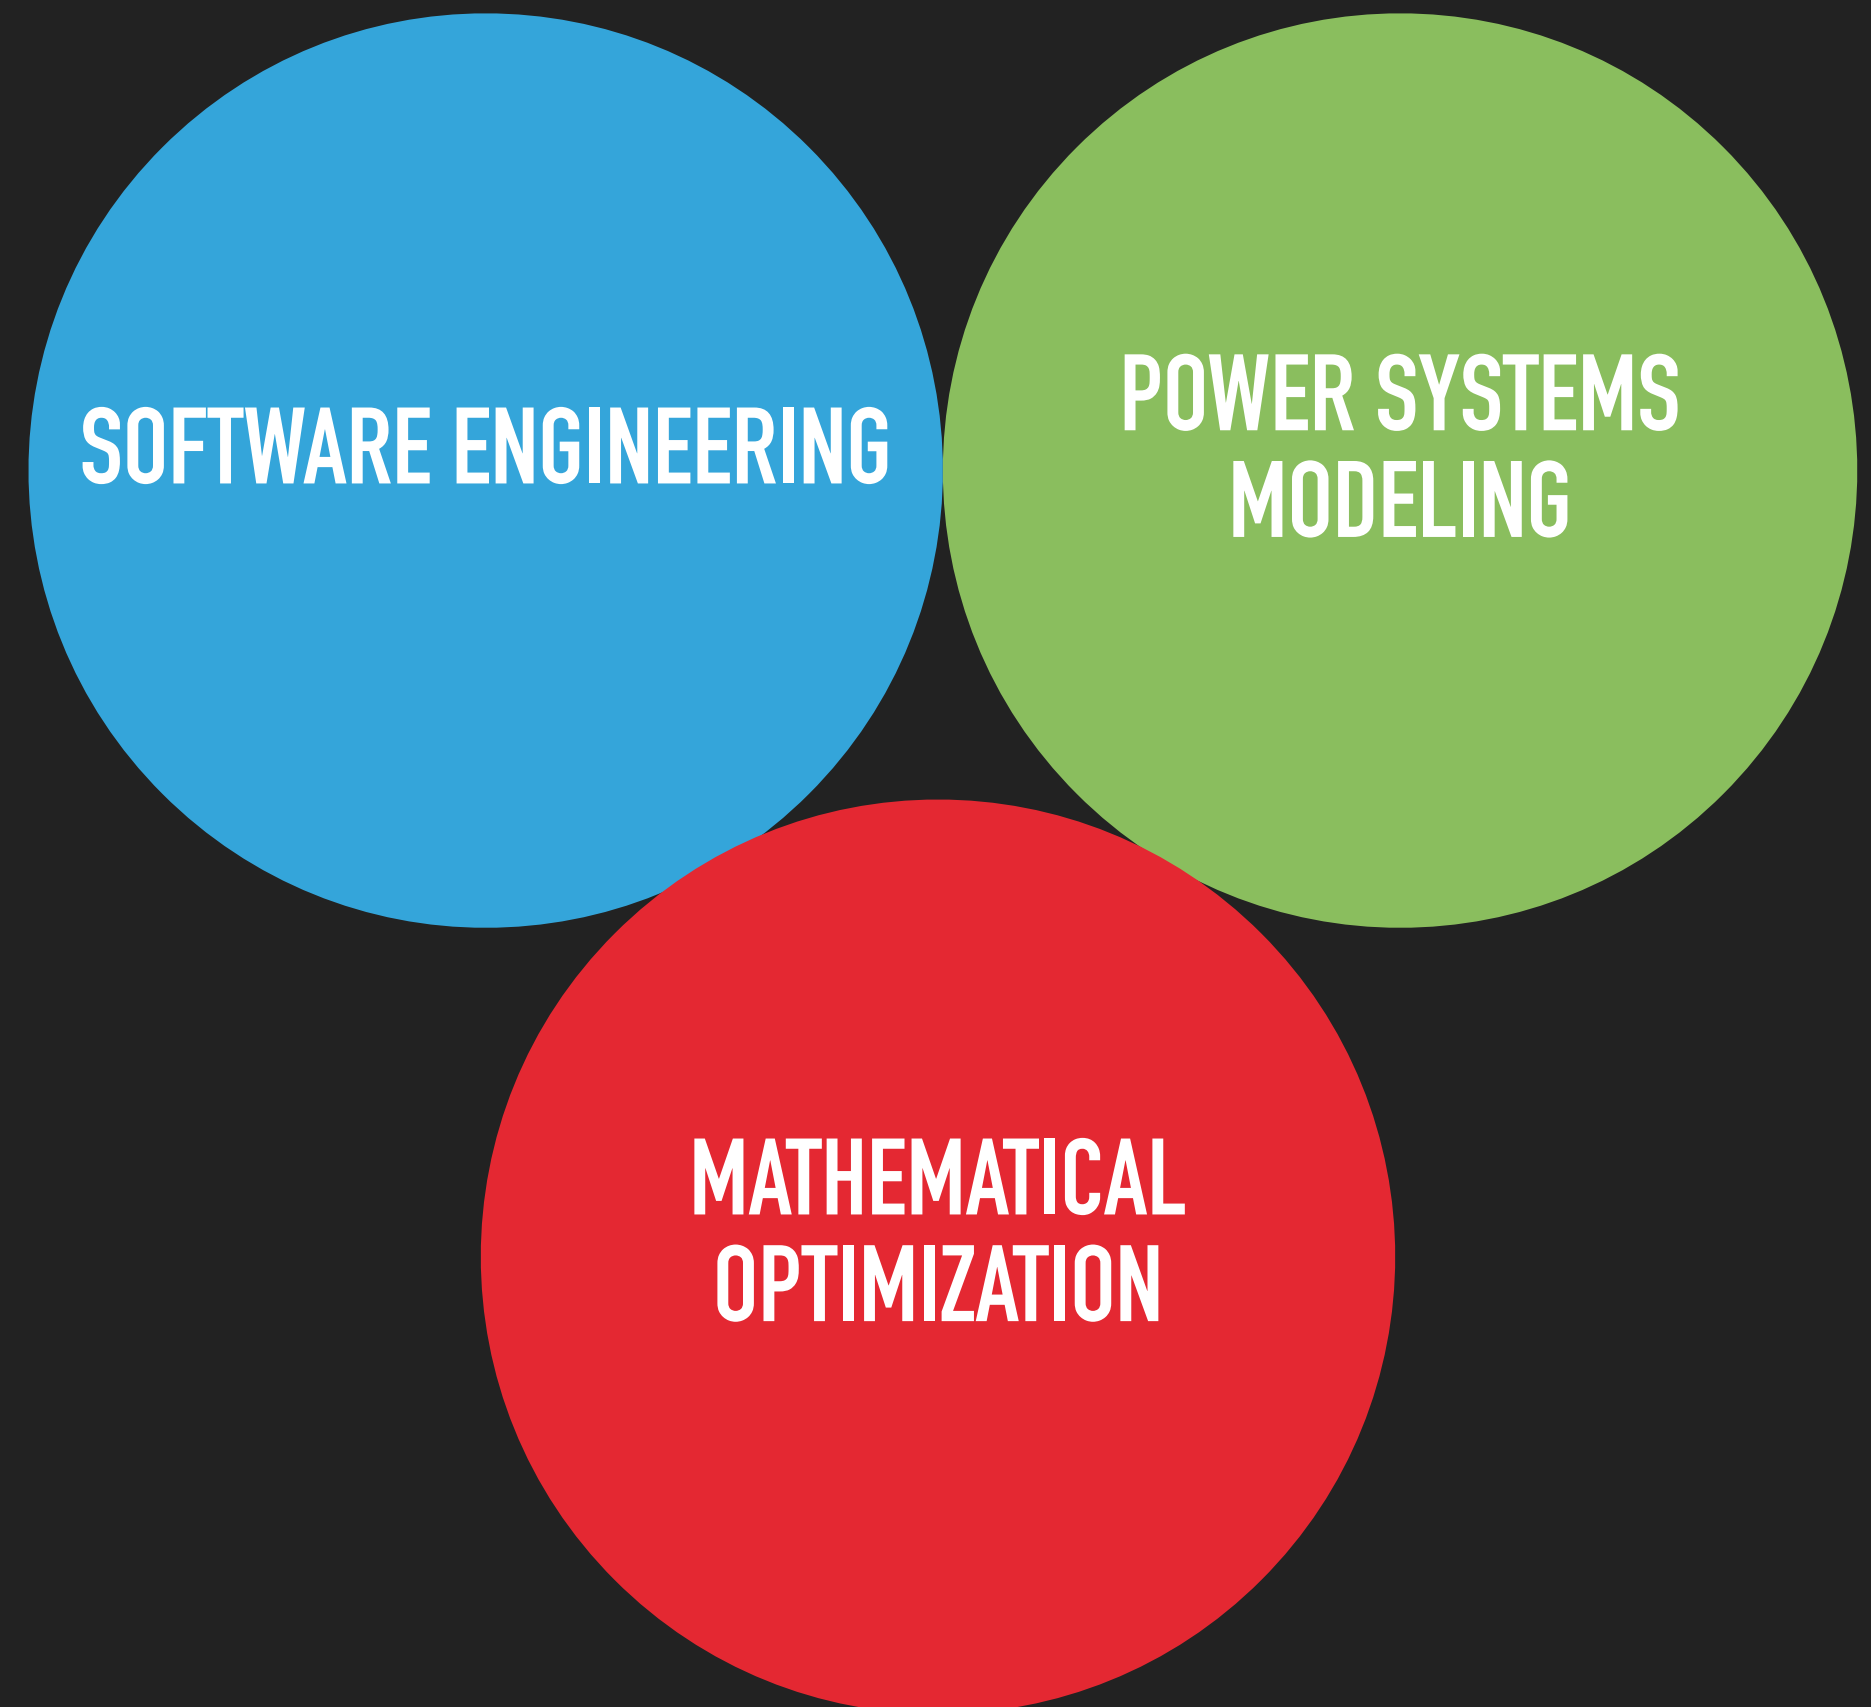 SOFTWARE ENGINEERING
POWER SYSTEMS
MODELING
MATHEMATICAL
OPTIMIZATION